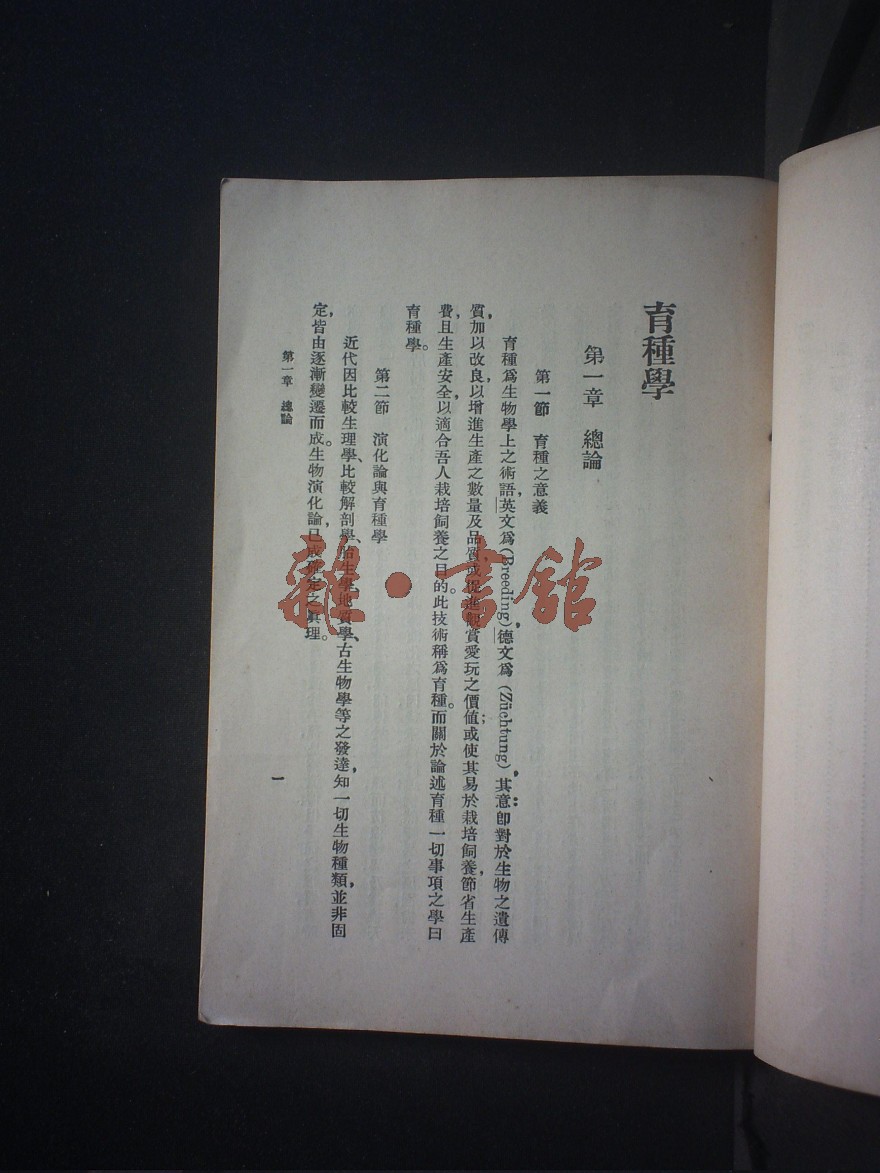 育種學
第一章　總論
第一節　育種之意義
育種爲生物學上之術語，英文爲(Breeding)，德文爲(Züchtung)，其意卽對於生物之遺傳
質，加以改良，以增進生產之數量及品質，或促進觀賞愛玩之價値；或使其易於栽培飼養，節省生產
費，且生產安全，以適合吾人栽培飼養之目的。此技術稱爲育種。而關於論述育種一切事項之學曰
育種學。
第二節　演化論與育種學
近代因比較生理學、比較解剖學、胎生學、地質學、古生物學等之發達，知一切生物種類，並非固
定，皆由逐漸變遷而成。生物演化論，已成確定之眞理。
第一章　總論
一
雜·書舘